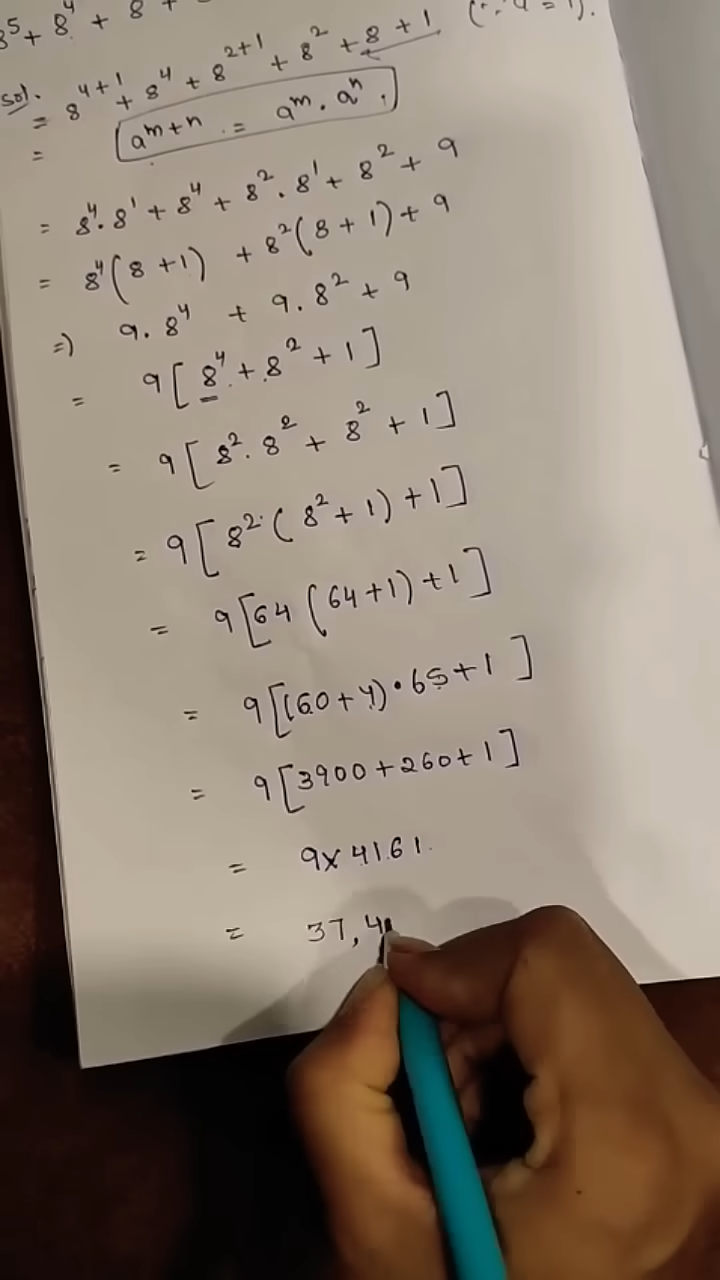 8⁵ + 8⁴ + 8
Sol.
= 8⁴⁺¹ + 8⁴ + 8²⁺¹ + 8² + 8 + 1
= aᵐ⁺ⁿ = aᵐ · aⁿ.
= 8⁴ · 8¹ + 8⁴ + 8² · 8¹ + 8² + 9
= 8⁴(8 + 1) + 8²(8 + 1) + 9
=) 9 · 8⁴ + 9 . 8² + 9
= 9[8⁴ + 8² + 1]
= 9[8² . 8² + 8² + 1]
= 9[8² (8² + 1) + 1]
= 9[64 (64 + 1) + 1]
= 9[(60 + 4) · 65 + 1]
= 9[3900 + 260 + 1]
= 9 × 4161
= 37,4